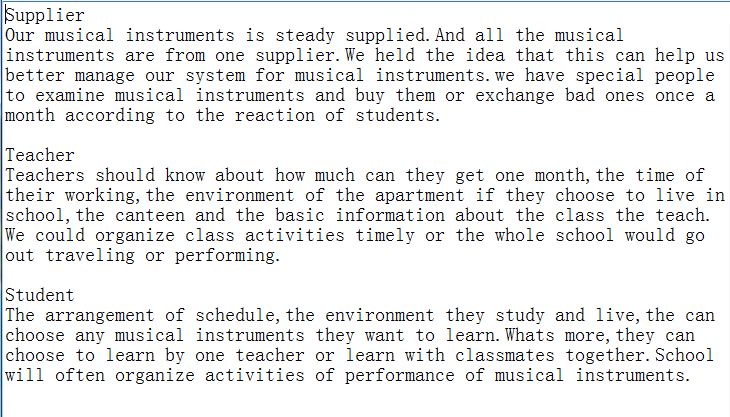 Supplier
Our musical instruments is steady supplied. And all the musical
instruments are from one supplier. We held the idea that this can help us
better manage our system for musical instruments. we have special people
to examine musical instruments and buy them or exchange bad ones once a
month according to the reaction of students.

Teacher
Teachers should know about how much can they get one month, the time of
their working, the environment of the apartment if they choose to live in
school, the canteen and the basic information about the class the teach.
We could organize class activities timely or the whole school would go
out traveling or performing.

Student
The arrangement of schedule, the environment they study and live, the can
choose any musical instruments they want to learn. Whats more, they can
choose to learn by one teacher or learn with classmates together. School
will often organize activities of performance of musical instruments.